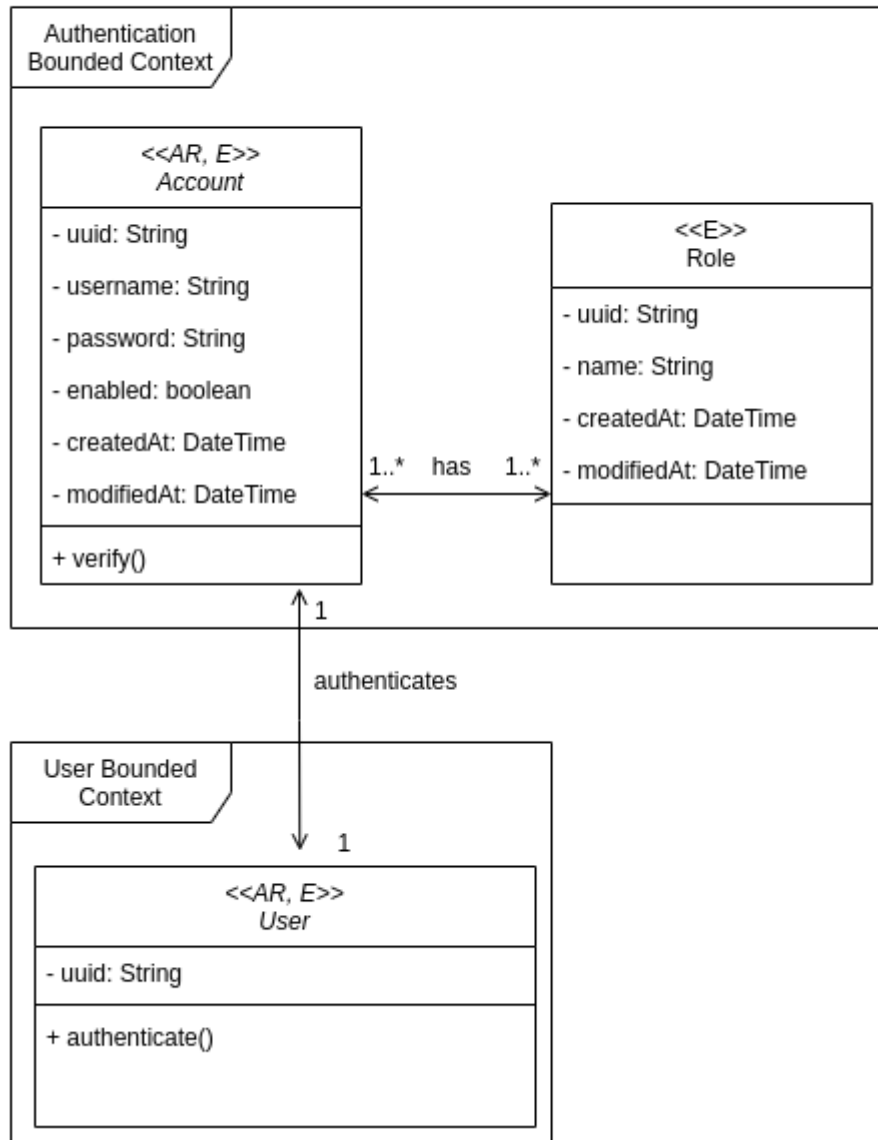 Authentication
Bounded Context
<<AR, E>>
Account
- uuid: String
- username: String
- password: String
- enabled: boolean
- createdAt: DateTime
- modifiedAt: DateTime
+ verify()
1..* has 1..*
<<E>>
Role
- uuid: String
- name: String
- createdAt: DateTime
- modifiedAt: DateTime
1
authenticates
User Bounded
Context
1
<<AR, E>>
User
- uuid: String
+ authenticate()